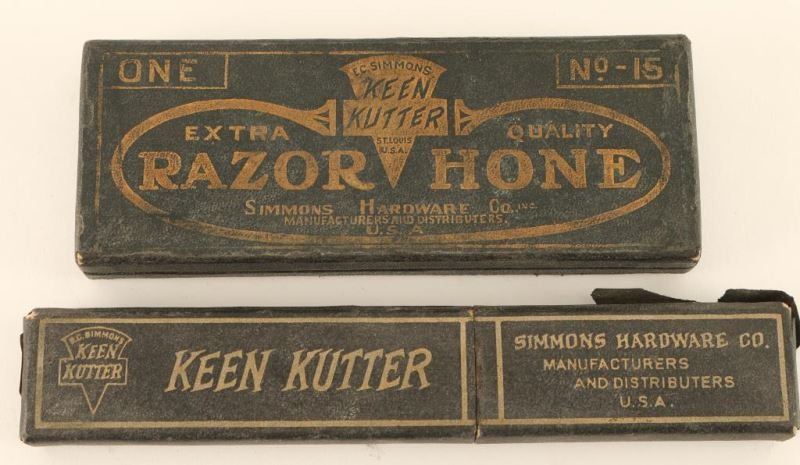 ONE
No-15
E.C. SIMMONS
KEEN
KUTTER
ST. LOUIS
U.S.A.
EXTRA QUALITY
RAZOR HONE
SIMMONS HARDWARE CO., INC.
MANUFACTURERS AND DISTRIBUTERS.
U.S.A
E.C. SIMMONS
KEEN
KUTTER
KEEN KUTTER
SIMMONS HARDWARE CO.
MANUFACTURERS
AND DISTRIBUTERS
U.S.A.